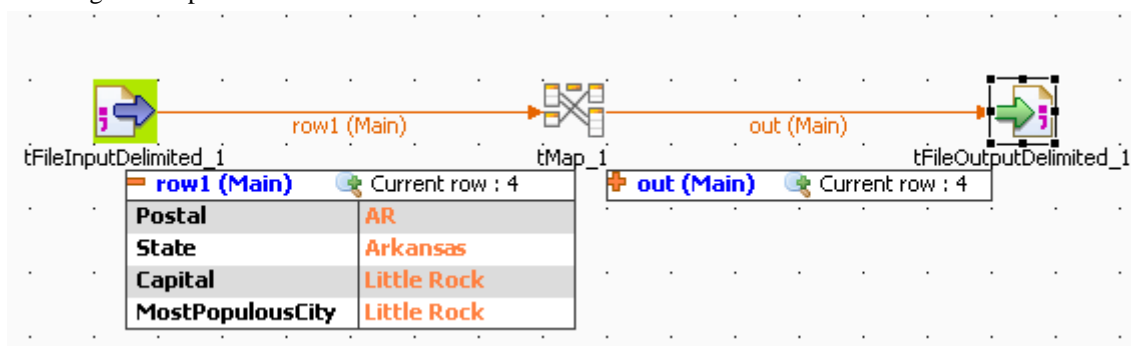 row1 (Main)
out (Main)
tFileInputDelimited_1
tMap_1
tFileOutputDelimited_1
row1 (Main) Current row : 4
out (Main) Current row : 4
Postal AR
State Arkansas
Capital Little Rock
MostPopulousCity Little Rock